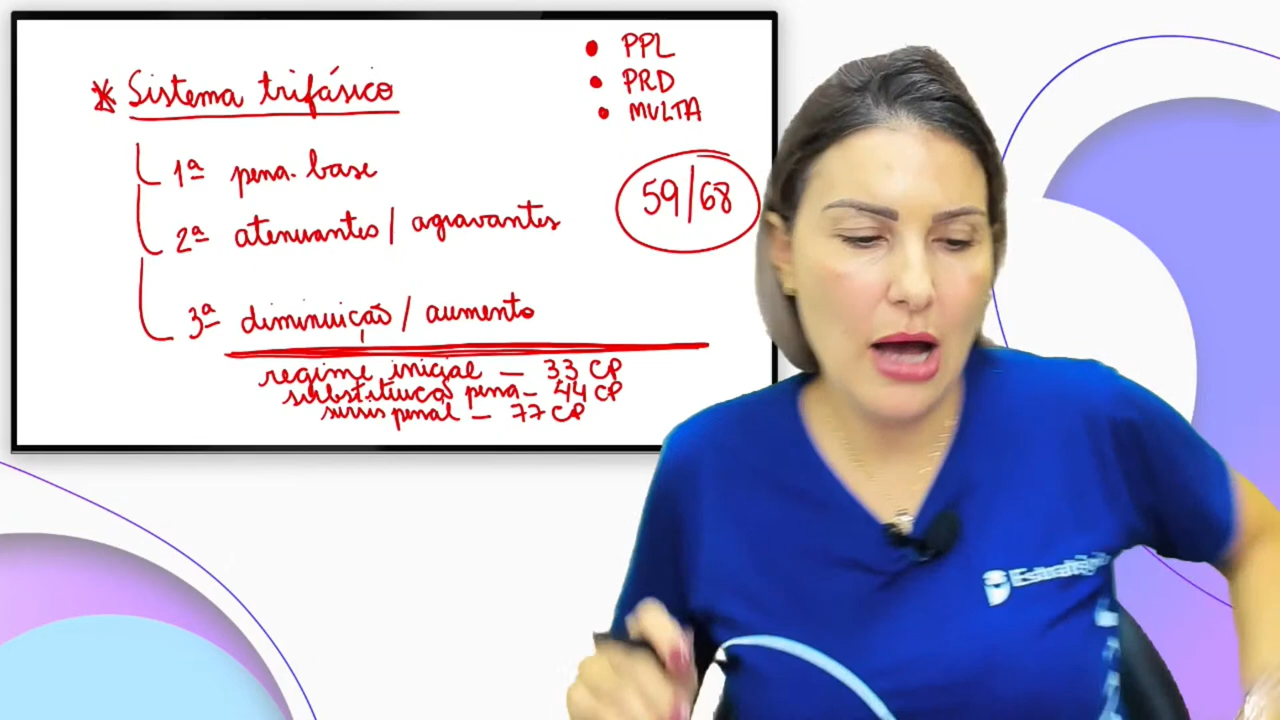 * Sistema trifásico
1ª pena-base
2ª atenuantes / agravantes
3ª diminuição / aumento
regime inicial — 33 CP
substituição pena — 44 CP
sursis penal — 77 CP
• PPL
• PRD
• MULTA
59/68
Estratégia